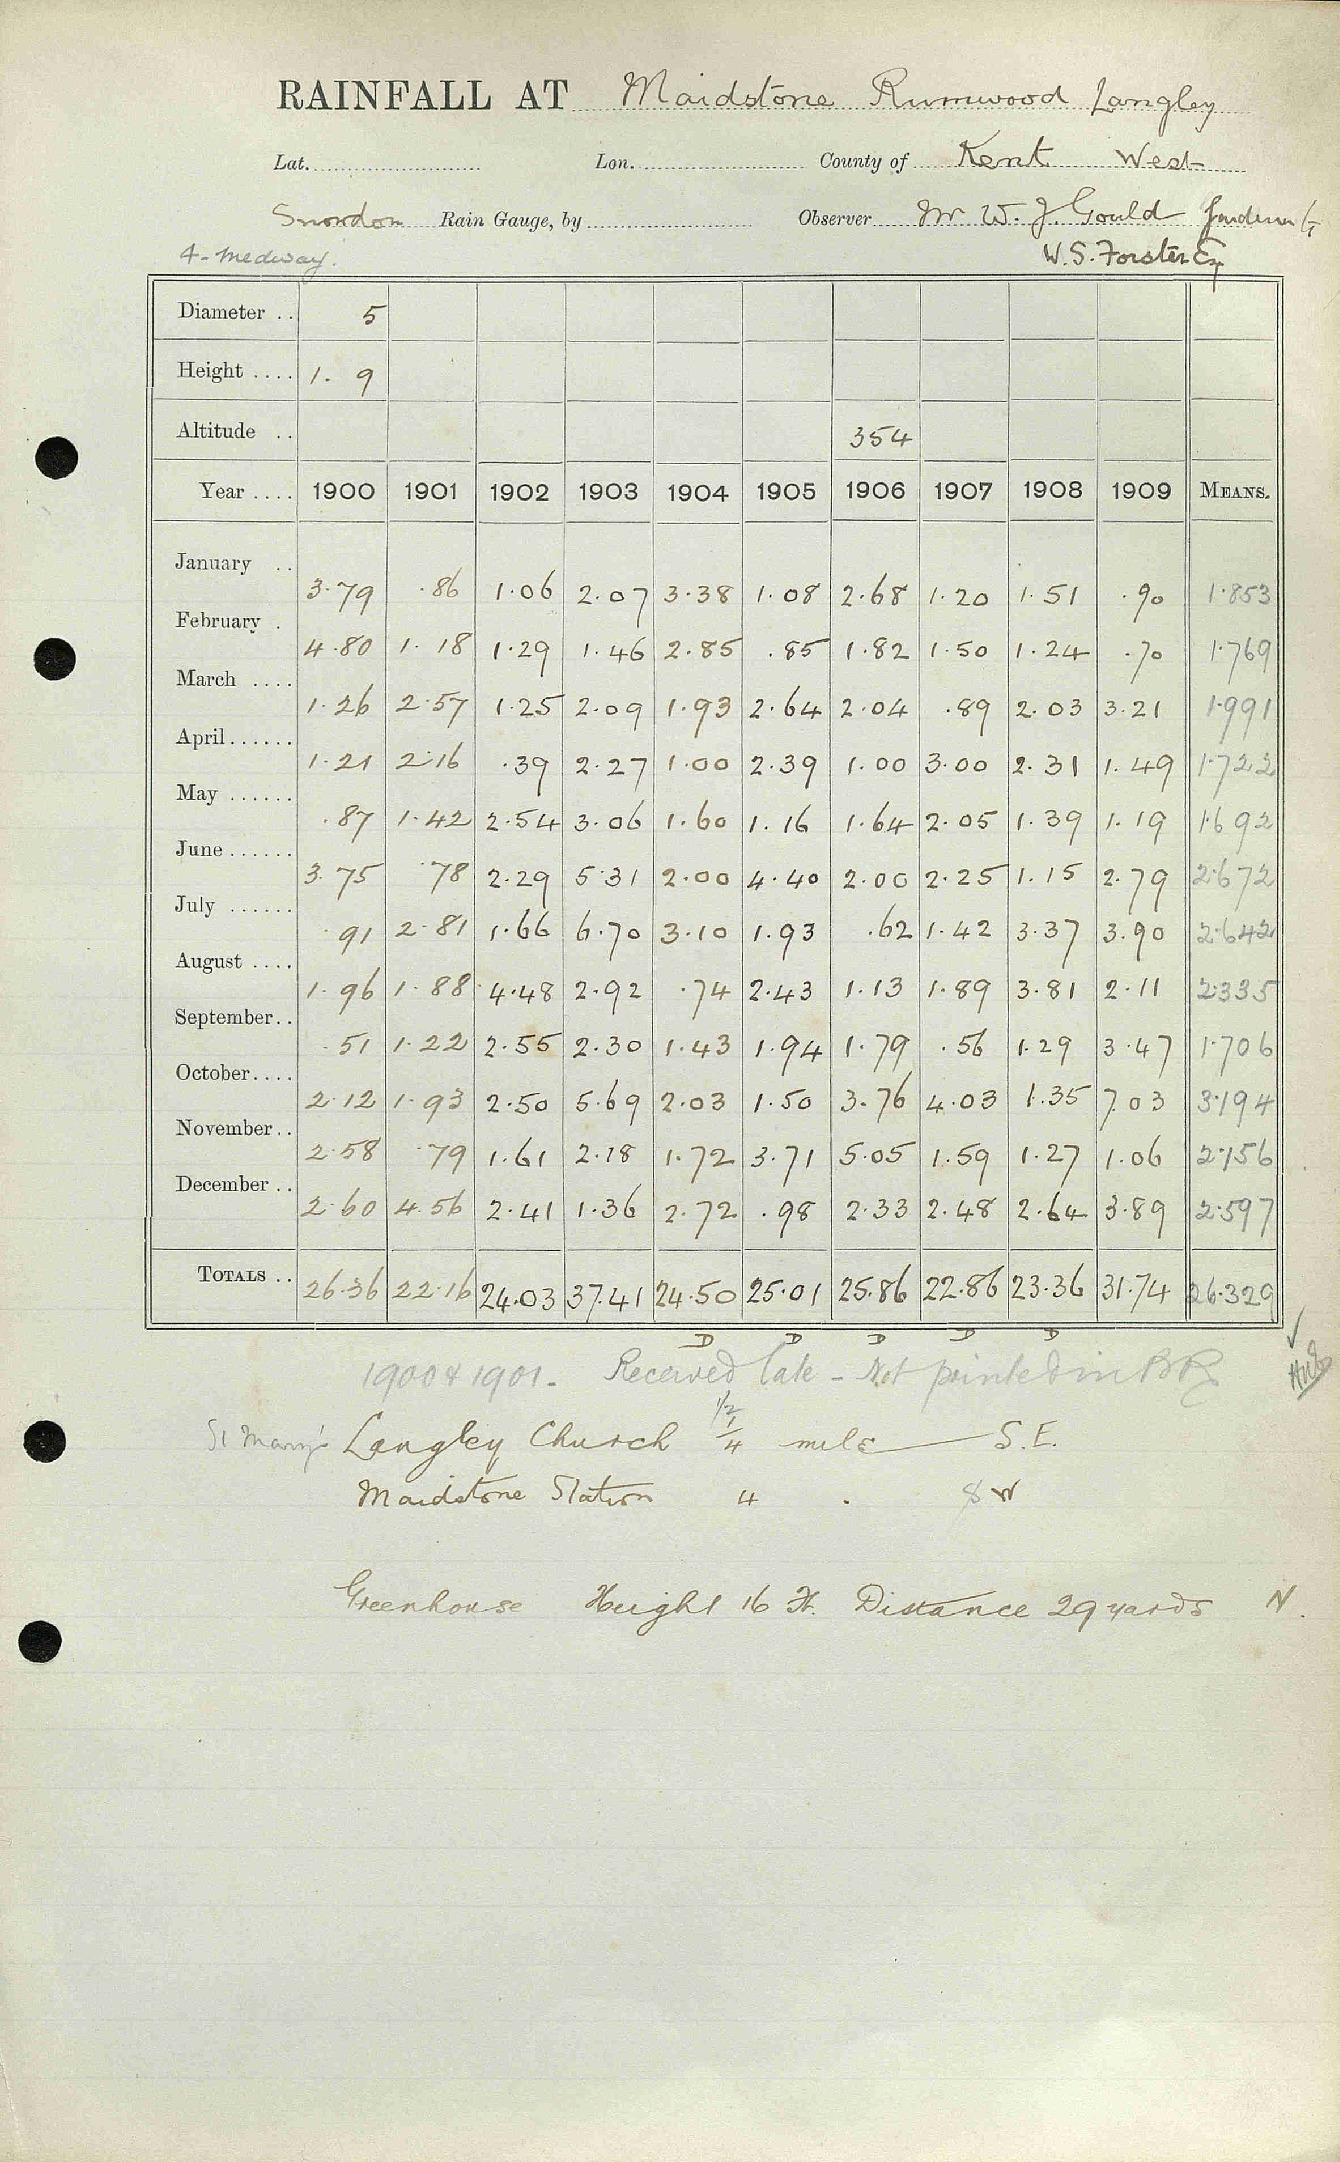 RAINFALL AT Maidstone Rumwood Langley
Lat. Lon. County of Kent West
Snowdon Rain Gauge, by Observer Mr W. J. Gould Gardener to
4 - Medway. W.S. Forster Esq
Diameter .. 5
Height .... 1. 9
Altitude .. 354
Year .... 1900 1901 1902 1903 1904 1905 1906 1907 1908 1909 MEANS.
January .. 3.79 .86 1.06 2.07 3.38 1.08 2.68 1.20 1.51 .90 1.853
February . 4.80 1.18 1.29 1.46 2.85 .85 1.82 1.50 1.24 .70 1.769
March .... 1.26 2.57 1.25 2.09 1.93 2.64 2.04 .89 2.03 3.21 1.991
April...... 1.21 2.16 .39 2.27 1.00 2.39 1.00 3.00 2.31 1.49 1.722
May ...... .87 1.42 2.54 3.06 1.60 1.16 1.64 2.05 1.39 1.19 1.692
June...... 3.75 .78 2.29 5.31 2.00 4.40 2.00 2.25 1.15 2.79 2.672
July ...... .91 2.81 1.66 6.70 3.10 1.93 .62 1.42 3.37 3.90 2.642
August .... 1.96 1.88 4.48 2.92 .74 2.43 1.13 1.89 3.81 2.11 2.335
September.. .51 1.22 2.55 2.30 1.43 1.94 1.79 .56 1.29 3.47 1.706
October.... 2.12 1.93 2.50 5.69 2.03 1.50 3.76 4.03 1.35 7.03 3.194
November.. 2.58 .79 1.61 2.18 1.72 3.71 5.05 1.59 1.27 1.06 2.156
December .. 2.60 4.56 2.41 1.36 2.72 .98 2.33 2.48 2.64 3.89 2.597
TOTALS .. 26.36 22.16 24.03 37.41 24.50 25.01 25.86 22.86 23.36 31.74 26.329
D D D D D
1900 & 1901. Received late - Not printed in BR
St Mary's Langley Church 1/2 1/4 mile S.E.
Maidstone Station 4 . 8 W
Greenhouse Height 16 ft. Distance 29 yards N.